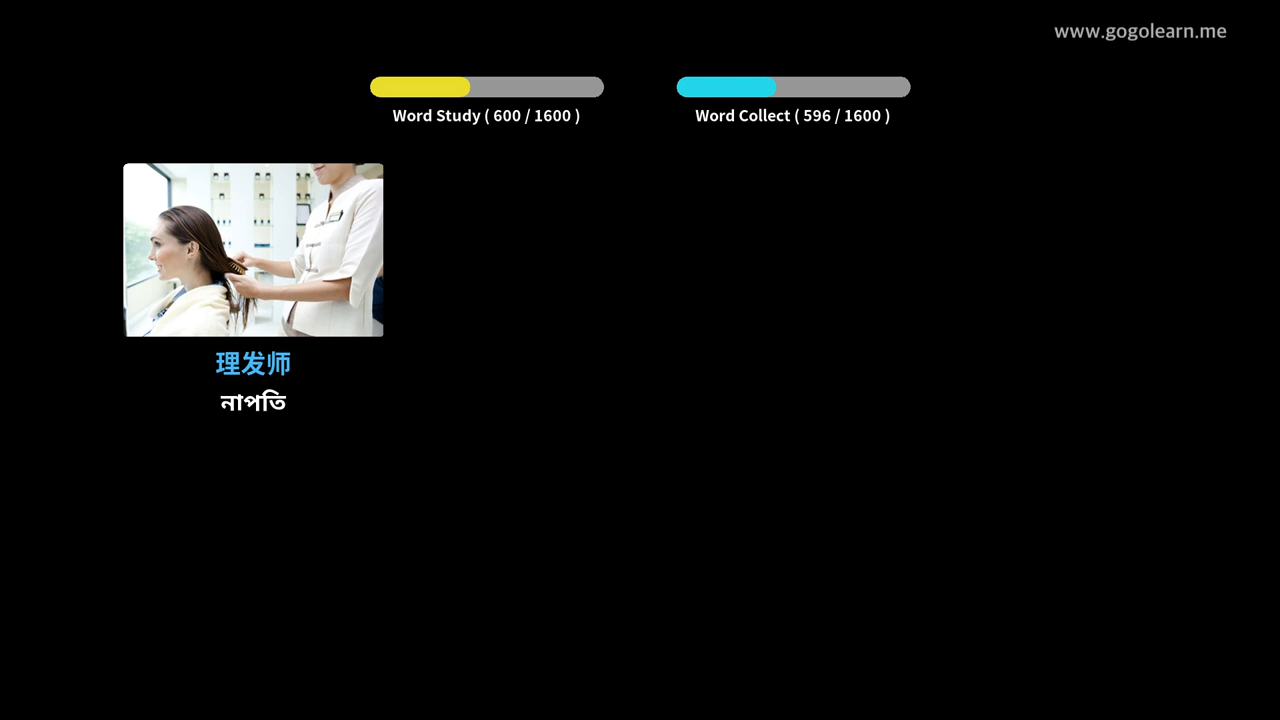 www.gogolearn.me
Word Study ( 600 / 1600 )
Word Collect ( 596 / 1600 )
理发师
নাপতি